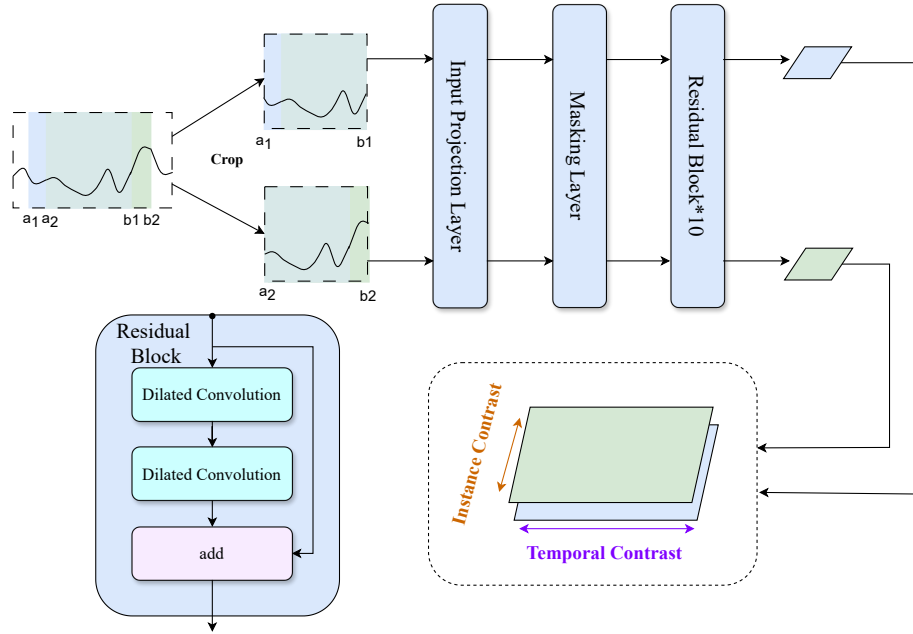 a1
b1
Crop
a1 a2
b1 b2
a2
b2
Input Projection Layer
Masking Layer
Residual Block*10
Residual
Block
Dilated Convolution
Dilated Convolution
add
Instance Contrast
Temporal Contrast